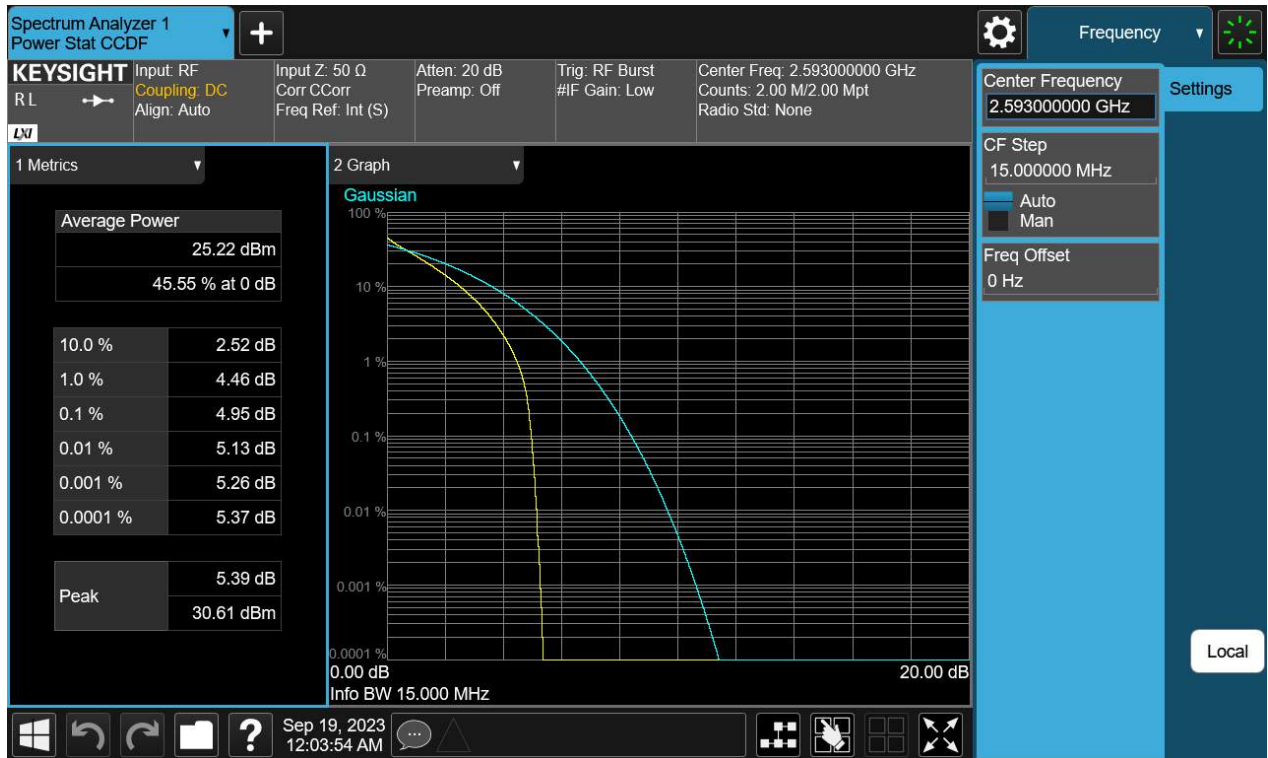 Spectrum Analyzer 1
Power Stat CCDF
+
Frequency
KEYSIGHT
RL
LXI
Input: RF
Coupling: DC
Align: Auto
Input Z: 50 Ω
Corr CCorr
Freq Ref: Int (S)
Atten: 20 dB
Preamp: Off
Trig: RF Burst
#IF Gain: Low
Center Freq: 2.593000000 GHz
Counts: 2.00 M/2.00 Mpt
Radio Std: None
Center Frequency
2.593000000 GHz
Settings
CF Step
15.000000 MHz
Auto
Man
Freq Offset
0 Hz
1 Metrics
Average Power
25.22 dBm
45.55 % at 0 dB
10.0 % 2.52 dB
1.0 % 4.46 dB
0.1 % 4.95 dB
0.01 % 5.13 dB
0.001 % 5.26 dB
0.0001 % 5.37 dB
Peak
5.39 dB
30.61 dBm
2 Graph
Gaussian
100 %
10 %
1 %
0.1 %
0.01 %
0.001 %
0.0001 %
0.00 dB 20.00 dB
Info BW 15.000 MHz
Local
?
Sep 19, 2023
12:03:54 AM